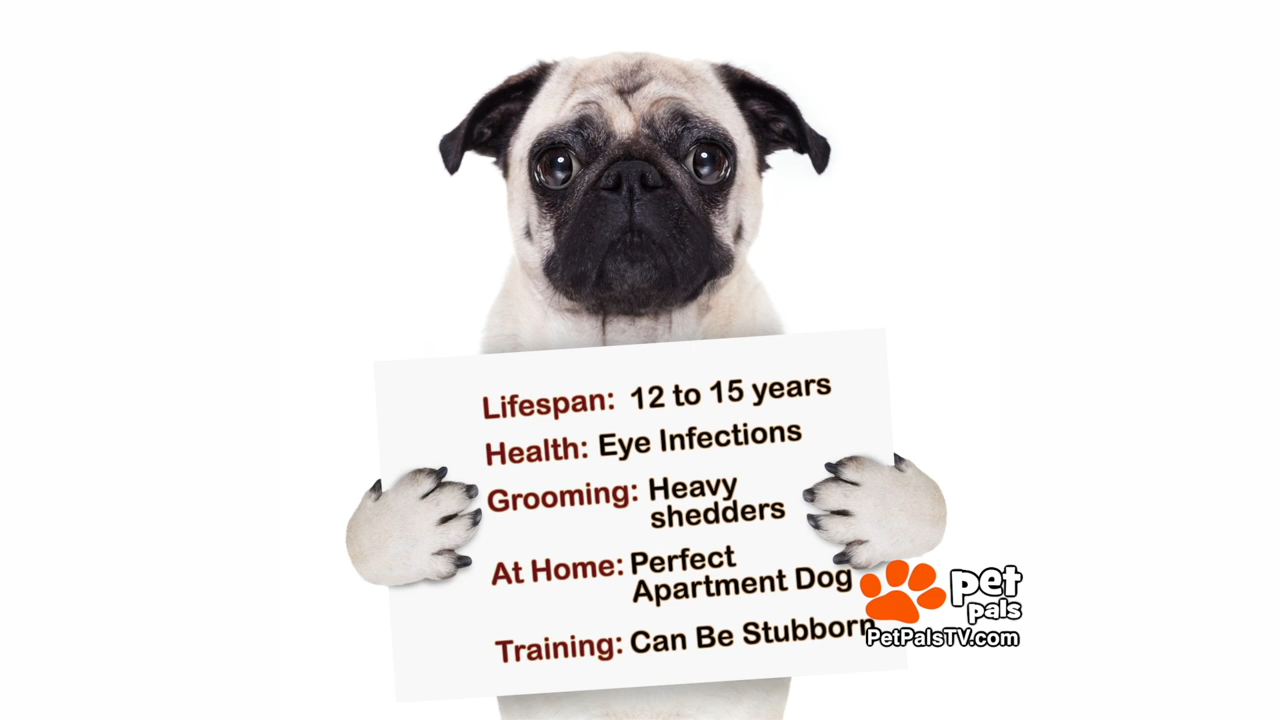 Lifespan: 12 to 15 years
Health: Eye Infections
Grooming: Heavy
shedders
At Home: Perfect
Apartment Dog
Training: Can Be Stubborn
pet
pals
PetPalsTV.com